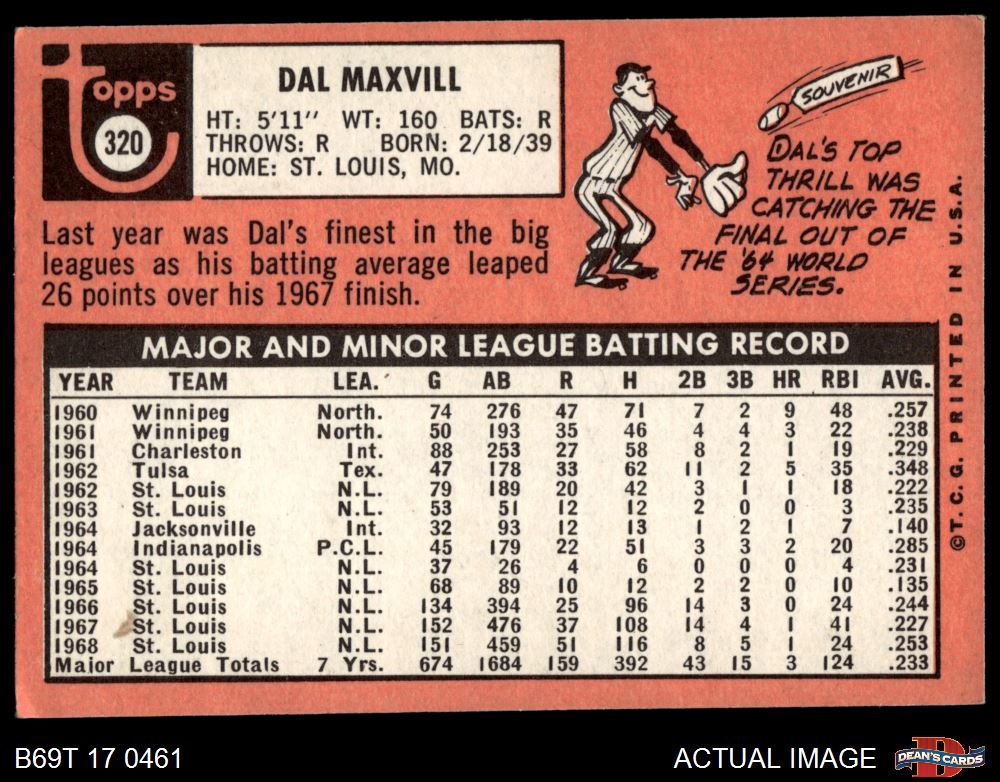 topps
320
DAL MAXVILL
HT: 5'11" WT: 160 BATS: R
THROWS: R BORN: 2/18/39
HOME: ST. LOUIS, MO.
Last year was Dal's finest in the big
leagues as his batting average leaped
26 points over his 1967 finish.
SOUVENIR
DAL'S TOP
THRILL WAS
CATCHING THE
FINAL OUT OF
THE '64 WORLD
SERIES.
MAJOR AND MINOR LEAGUE BATTING RECORD
YEAR TEAM LEA. G AB R H 2B 3B HR RBI AVG.
1960 Winnipeg North. 74 276 47 71 7 2 9 48 .257
1961 Winnipeg North. 50 193 35 46 4 4 3 22 .238
1961 Charleston Int. 88 253 27 58 8 2 1 19 .229
1962 Tulsa Tex. 47 178 33 62 11 2 5 35 .348
1962 St. Louis N.L. 79 189 20 42 3 1 1 18 .222
1963 St. Louis N.L. 53 51 12 12 2 0 0 3 .235
1964 Jacksonville Int. 32 93 12 13 1 2 1 7 .140
1964 Indianapolis P.C.L. 45 179 22 51 3 3 2 20 .285
1964 St. Louis N.L. 37 26 4 6 0 0 0 4 .231
1965 St. Louis N.L. 68 89 10 12 2 2 0 10 .135
1966 St. Louis N.L. 134 394 25 96 14 3 0 24 .244
1967 St. Louis N.L. 152 476 37 108 14 4 1 41 .227
1968 St. Louis N.L. 151 459 51 116 8 5 1 24 .253
Major League Totals 7 Yrs. 674 1684 159 392 43 15 3 124 .233
©T. C. G. PRINTED IN U.S.A.
B69T 17 0461
ACTUAL IMAGE
D
DEAN'S CARDS